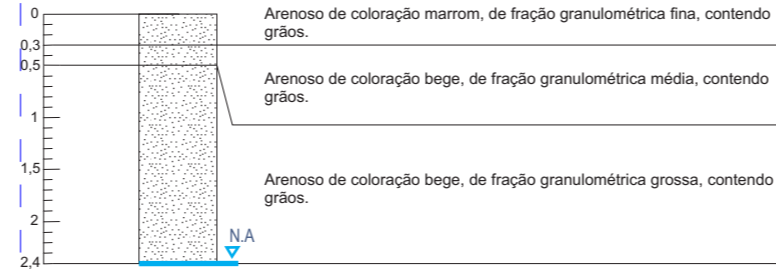 0
Arenoso de coloração marrom, de fração granulométrica fina, contendo
grãos.
0,3
0,5
Arenoso de coloração bege, de fração granulométrica média, contendo
grãos.
1
1,5
Arenoso de coloração bege, de fração granulométrica grossa, contendo
grãos.
2
N.A
2,4